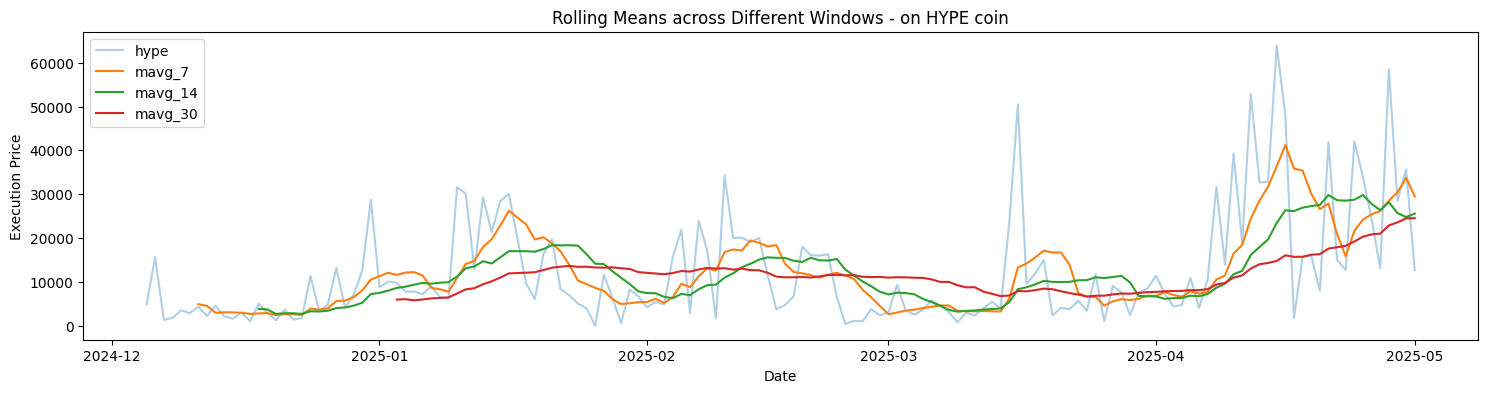 Rolling Means across Different Windows - on HYPE coin
hype
mavg_7
mavg_14
mavg_30
Execution Price
60000
50000
40000
30000
20000
10000
0
2024-12
2025-01
2025-02
2025-03
2025-04
2025-05
Date